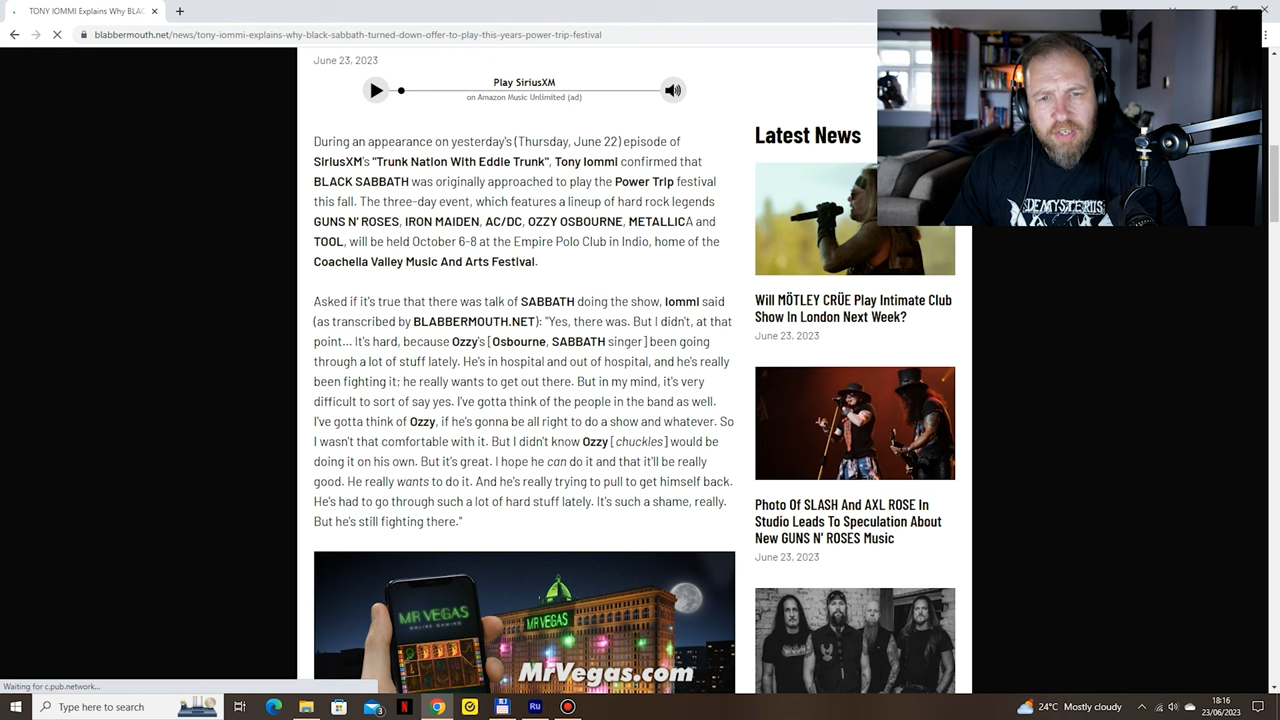 TONY IOMMI Explains Why BLAC
blabbermouth.net/news/tony-iommi-explains-why-black-sabbath-turned-down-offer-to-play-this-years-power-trip-festival
June 23, 2023
Play SiriusXM
on Amazon Music Unlimited (ad)
During an appearance on yesterday's (Thursday, June 22) episode of
SiriusXM's "Trunk Nation With Eddie Trunk", Tony Iommi confirmed that
BLACK SABBATH was originally approached to play the Power Trip festival
this fall. The three-day event, which features a lineup of hard rock legends
GUNS N' ROSES, IRON MAIDEN, AC/DC, OZZY OSBOURNE, METALLICA and
TOOL, will be held October 6-8 at the Empire Polo Club in Indio, home of the
Coachella Valley Music And Arts Festival.
Asked if it's true that there was talk of SABBATH doing the show, Iommi said
(as transcribed by BLABBERMOUTH.NET): "Yes, there was. But I didn't, at that
point... It's hard, because Ozzy's [Osbourne, SABBATH singer] been going
through a lot of stuff lately. He's in hospital and out of hospital, and he's really
been fighting it; he really wants to get out there. But in my mind, it's very
difficult to sort of say yes. I've gotta think of the people in the band as well.
I've gotta think of Ozzy, if he's gonna be all right to do a show and whatever. So
I wasn't that comfortable with it. But I didn't know Ozzy [chuckles] would be
doing it on his own. But it's great. I hope he can do it and that it'll be really
good. He really wants to do it. And he's really trying to pull to get himself back.
He's had to go through such a lot of hard stuff lately. It's such a shame, really.
But he's still fighting there."
MR VEGAS
ONLINE GAMING
MR VEGAS
MrVegas.com
Latest News
Will MÖTLEY CRÜE Play Intimate Club
Show In London Next Week?
June 23, 2023
Photo Of SLASH And AXL ROSE In
Studio Leads To Speculation About
New GUNS N' ROSES Music
June 23, 2023
DEMYSTERIIS
Waiting for c.pub.network...
Type here to search
3
N
Ru
24°C Mostly cloudy
18:16
23/06/2023